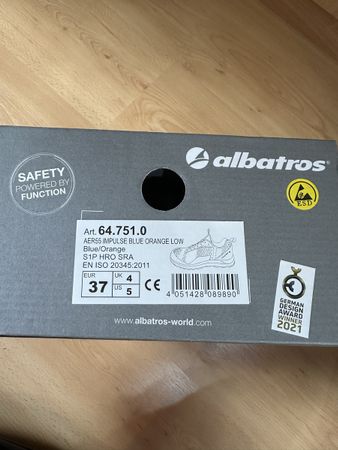 albatros®
SAFETY
POWERED BY
FUNCTION
ESD
Art. 64.751.0
AER55 IMPULSE BLUE ORANGE LOW
Blue/Orange
S1P HRO SRA
EN ISO 20345:2011
EUR
37
UK
4
US
5
CE
4 051428 089890
www.albatros-world.com
GERMAN
DESIGN
AWARD
WINNER
2021